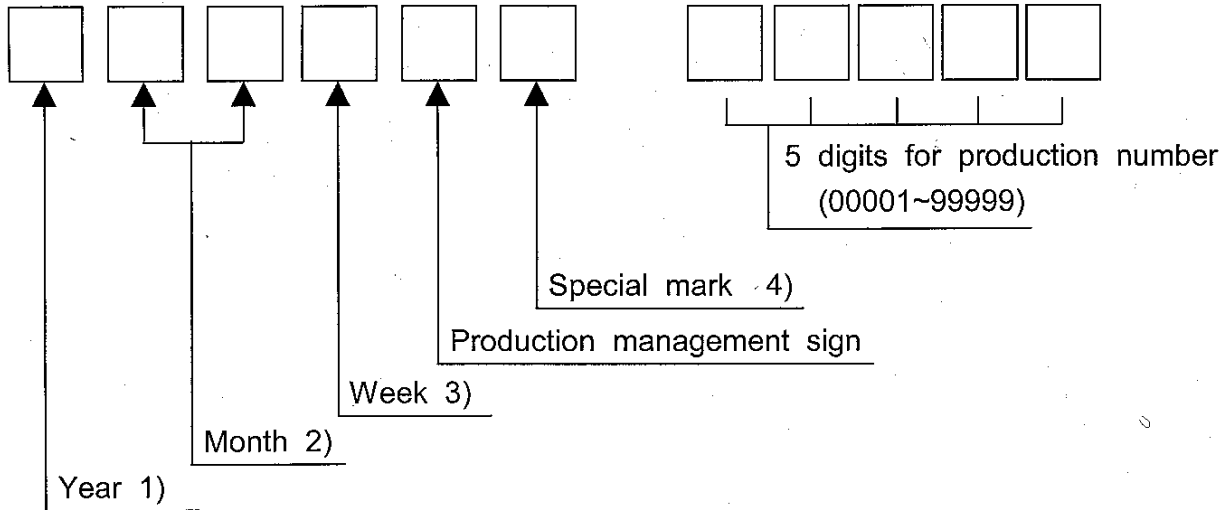 5 digits for production number
(00001~99999)
Special mark 4)
Production management sign
Week 3)
Month 2)
Year 1)